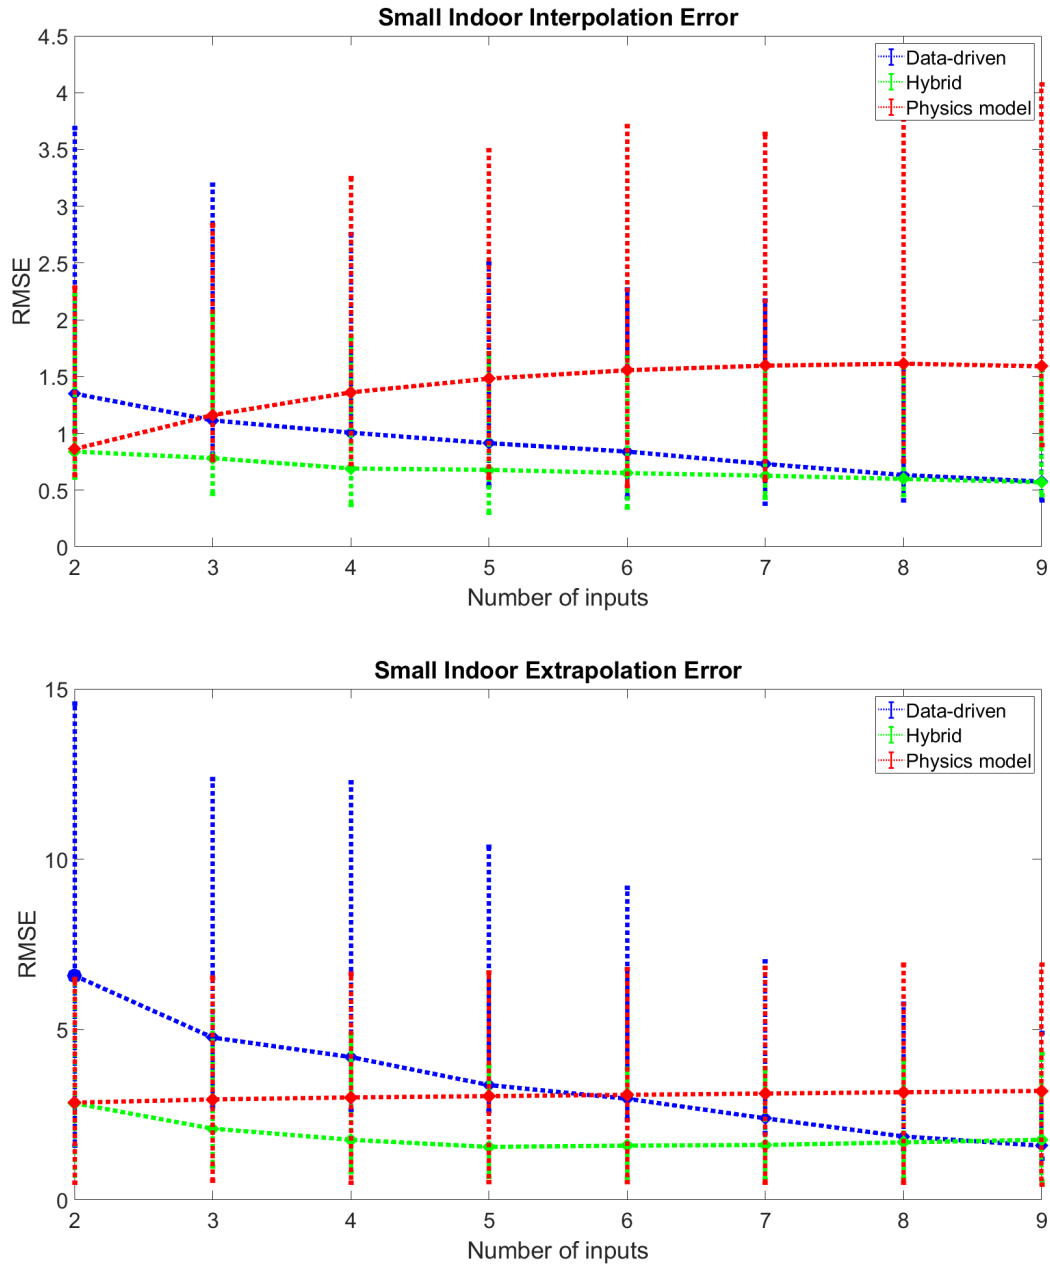 Small Indoor Interpolation Error
4.5
4
3.5
3
2.5
2
1.5
1
0.5
0
RMSE
Data-driven
Hybrid
Physics model
2 3 4 5 6 7 8 9
Number of inputs
Small Indoor Extrapolation Error
15
10
5
0
RMSE
Data-driven
Hybrid
Physics model
2 3 4 5 6 7 8 9
Number of inputs